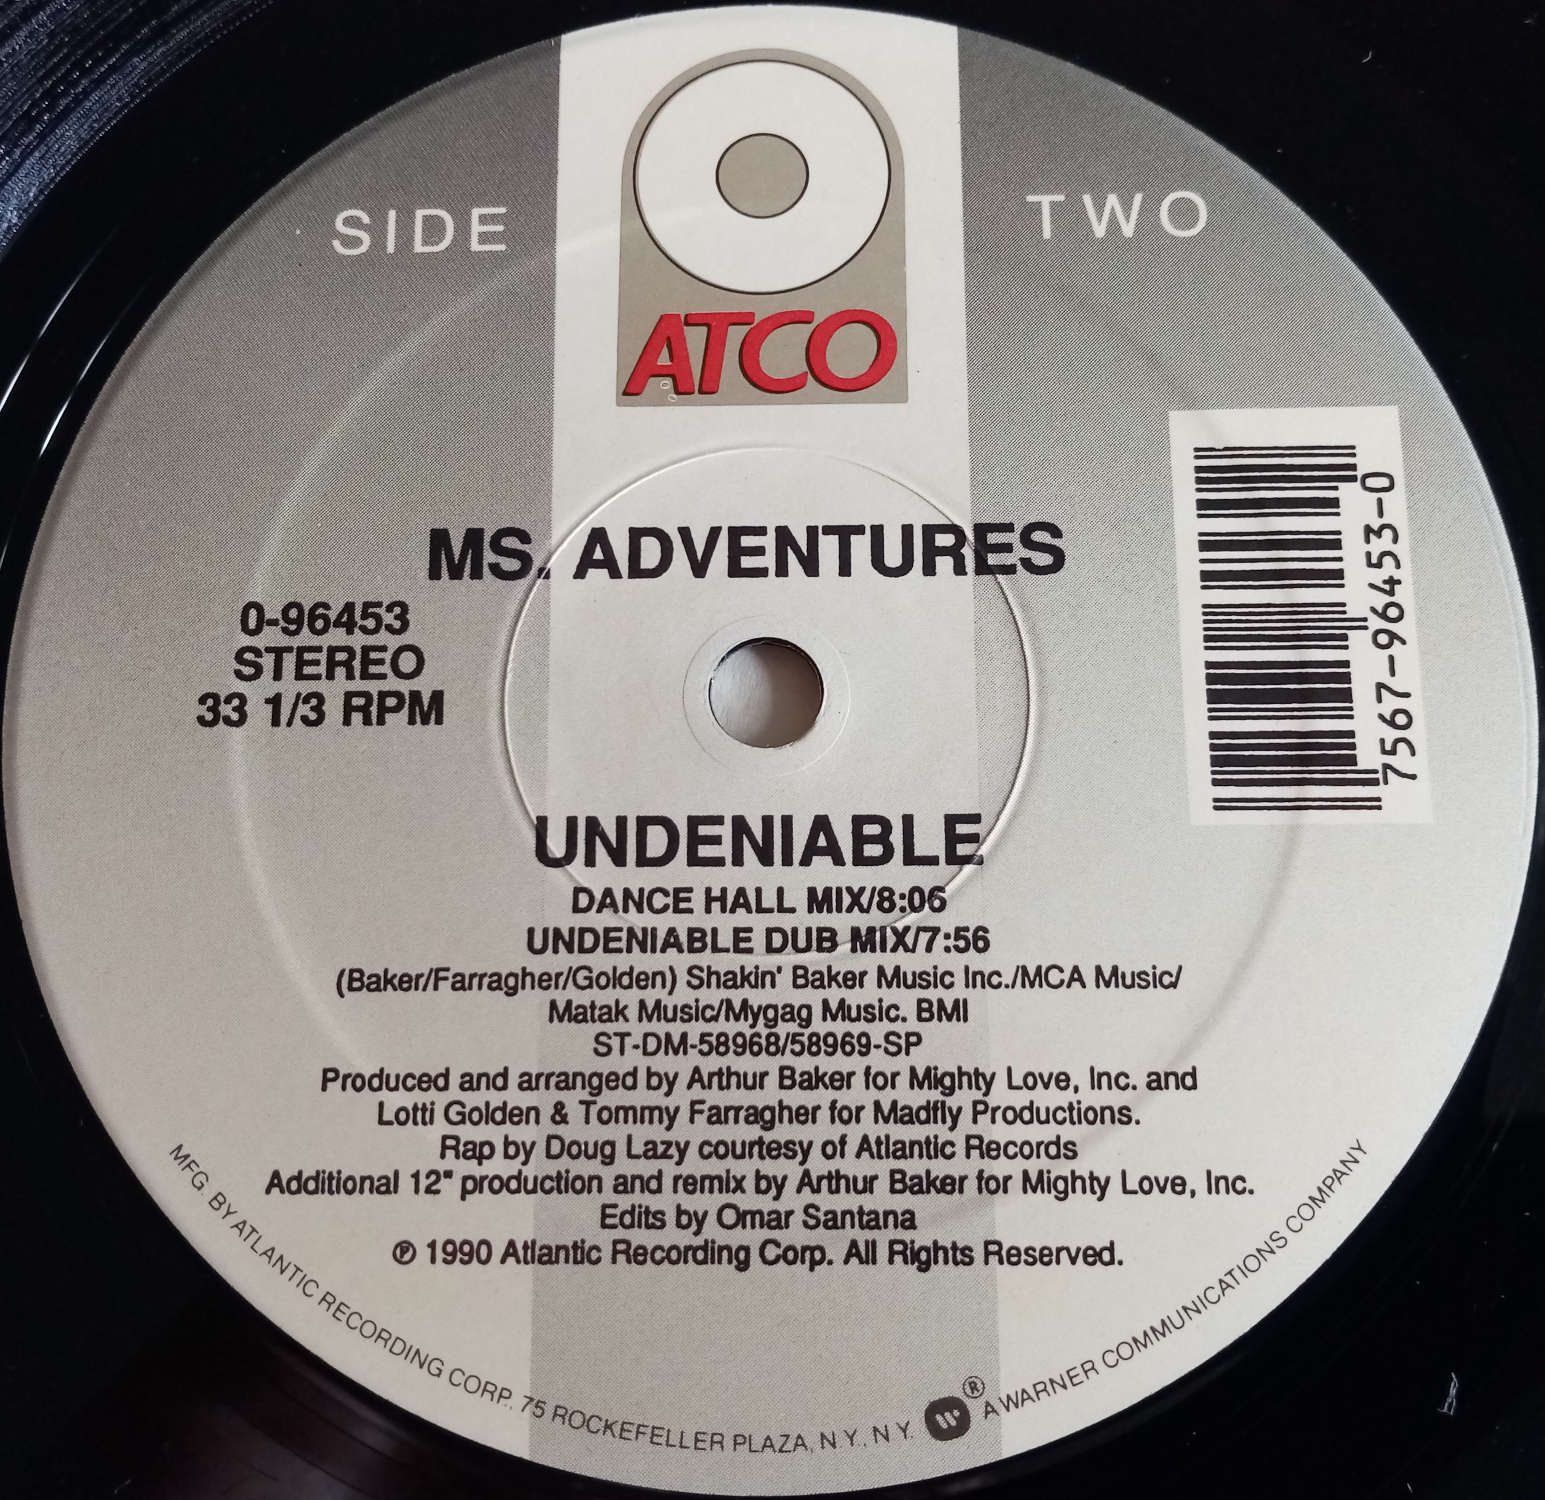 SIDE TWO
ATCO
MS. ADVENTURES
0-96453
STEREO
33 1/3 RPM
7567-96453-0
UNDENIABLE
DANCE HALL MIX/8:06
UNDENIABLE DUB MIX/7:56
(Baker/Farragher/Golden) Shakin' Baker Music Inc./MCA Music/
Matak Music/Mygag Music. BMI
ST-DM-58968/58969-SP
Produced and arranged by Arthur Baker for Mighty Love, Inc. and
Lotti Golden & Tommy Farragher for Madfly Productions.
Rap by Doug Lazy courtesy of Atlantic Records
Additional 12" production and remix by Arthur Baker for Mighty Love, Inc.
Edits by Omar Santana
℗ 1990 Atlantic Recording Corp. All Rights Reserved.
MFG. BY ATLANTIC RECORDING CORP., 75 ROCKEFELLER PLAZA, N.Y., N.Y. ® A WARNER COMMUNICATIONS COMPANY